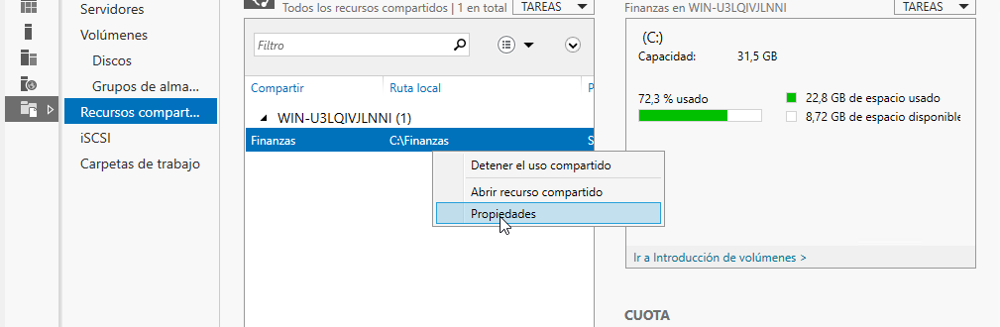 Servidores
Volúmenes
Discos
Grupos de alma...
Recursos compart...
iSCSI
Carpetas de trabajo
Todos los recursos compartidos | 1 en total
TAREAS
Filtro
Compartir
Ruta local
P
WIN-U3LQIVJLNNI (1)
Finanzas
C:\Finanzas
S
Detener el uso compartido
Abrir recurso compartido
Propiedades
Finanzas en WIN-U3LQIVJLNNI
TAREAS
(C:)
Capacidad: 31,5 GB
72,3 % usado
22,8 GB de espacio usado
8,72 GB de espacio disponible
Ir a Introducción de volúmenes >
CUOTA